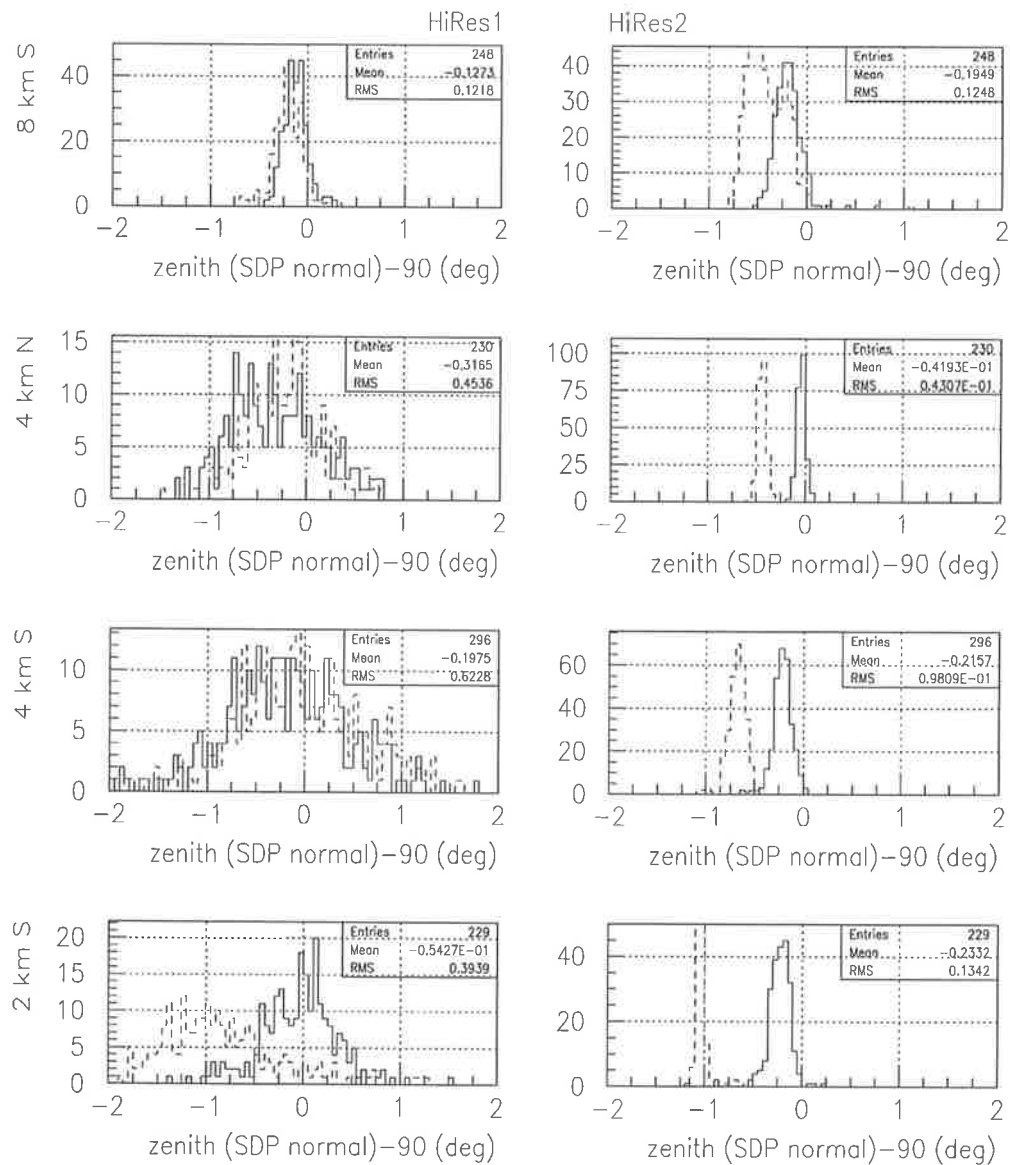 HiRes1
HiRes2
8 km S
Entries 248
Mean -0.1273
RMS 0.1218
40
20
0
-2 -1 0 1 2
zenith (SDP normal)-90 (deg)
Entries 248
Mean -0.1949
RMS 0.1248
40
30
20
10
0
-2 -1 0 1 2
zenith (SDP normal)-90 (deg)
4 km N
Entries 230
Mean -0.3165
RMS 0.4536
15
10
5
0
-2 -1 0 1 2
zenith (SDP normal)-90 (deg)
Entries 230
Mean -0.4193E-01
RMS 0.4307E-01
100
75
50
25
0
-2 -1 0 1 2
zenith (SDP normal)-90 (deg)
4 km S
Entries 296
Mean -0.1975
RMS 0.6228
10
5
0
-2 -1 0 1 2
zenith (SDP normal)-90 (deg)
Entries 296
Mean -0.2157
RMS 0.9809E-01
60
40
20
0
-2 -1 0 1 2
zenith (SDP normal)-90 (deg)
2 km S
Entries 229
Mean -0.5427E-01
RMS 0.3939
20
15
10
5
0
-2 -1 0 1 2
zenith (SDP normal)-90 (deg)
Entries 229
Mean -0.2332
RMS 0.1342
40
20
0
-2 -1 0 1 2
zenith (SDP normal)-90 (deg)